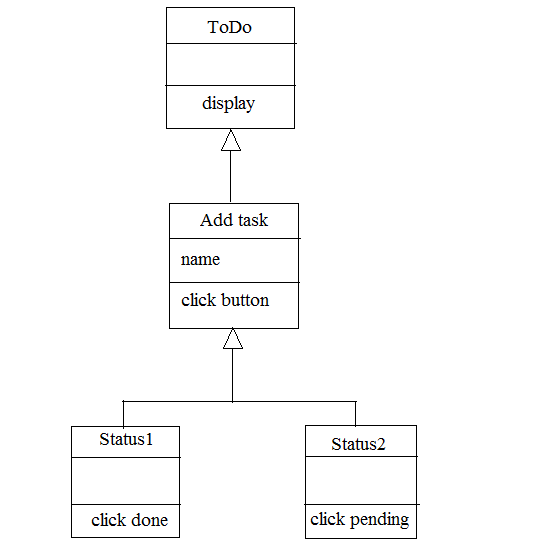 ToDo
display
Add task
name
click button
Status1
Status2
click done
click pending